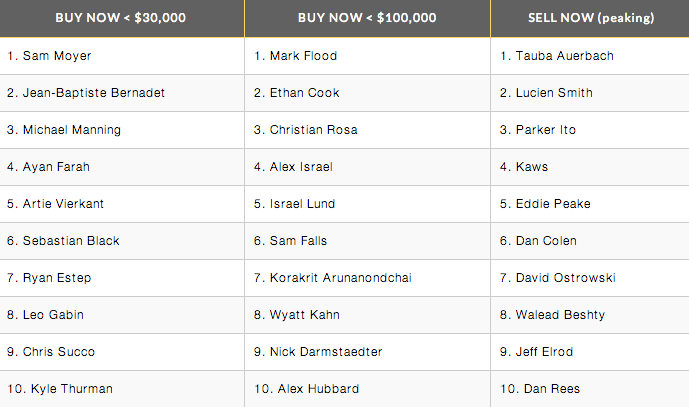 BUY NOW < $30,000 BUY NOW < $100,000 SELL NOW (peaking)
1. Sam Moyer 1. Mark Flood 1. Tauba Auerbach
2. Jean-Baptiste Bernadet 2. Ethan Cook 2. Lucien Smith
3. Michael Manning 3. Christian Rosa 3. Parker Ito
4. Ayan Farah 4. Alex Israel 4. Kaws
5. Artie Vierkant 5. Israel Lund 5. Eddie Peake
6. Sebastian Black 6. Sam Falls 6. Dan Colen
7. Ryan Estep 7. Korakrit Arunanondchai 7. David Ostrowski
8. Leo Gabin 8. Wyatt Kahn 8. Walead Beshty
9. Chris Succo 9. Nick Darmstaedter 9. Jeff Elrod
10. Kyle Thurman 10. Alex Hubbard 10. Dan Rees